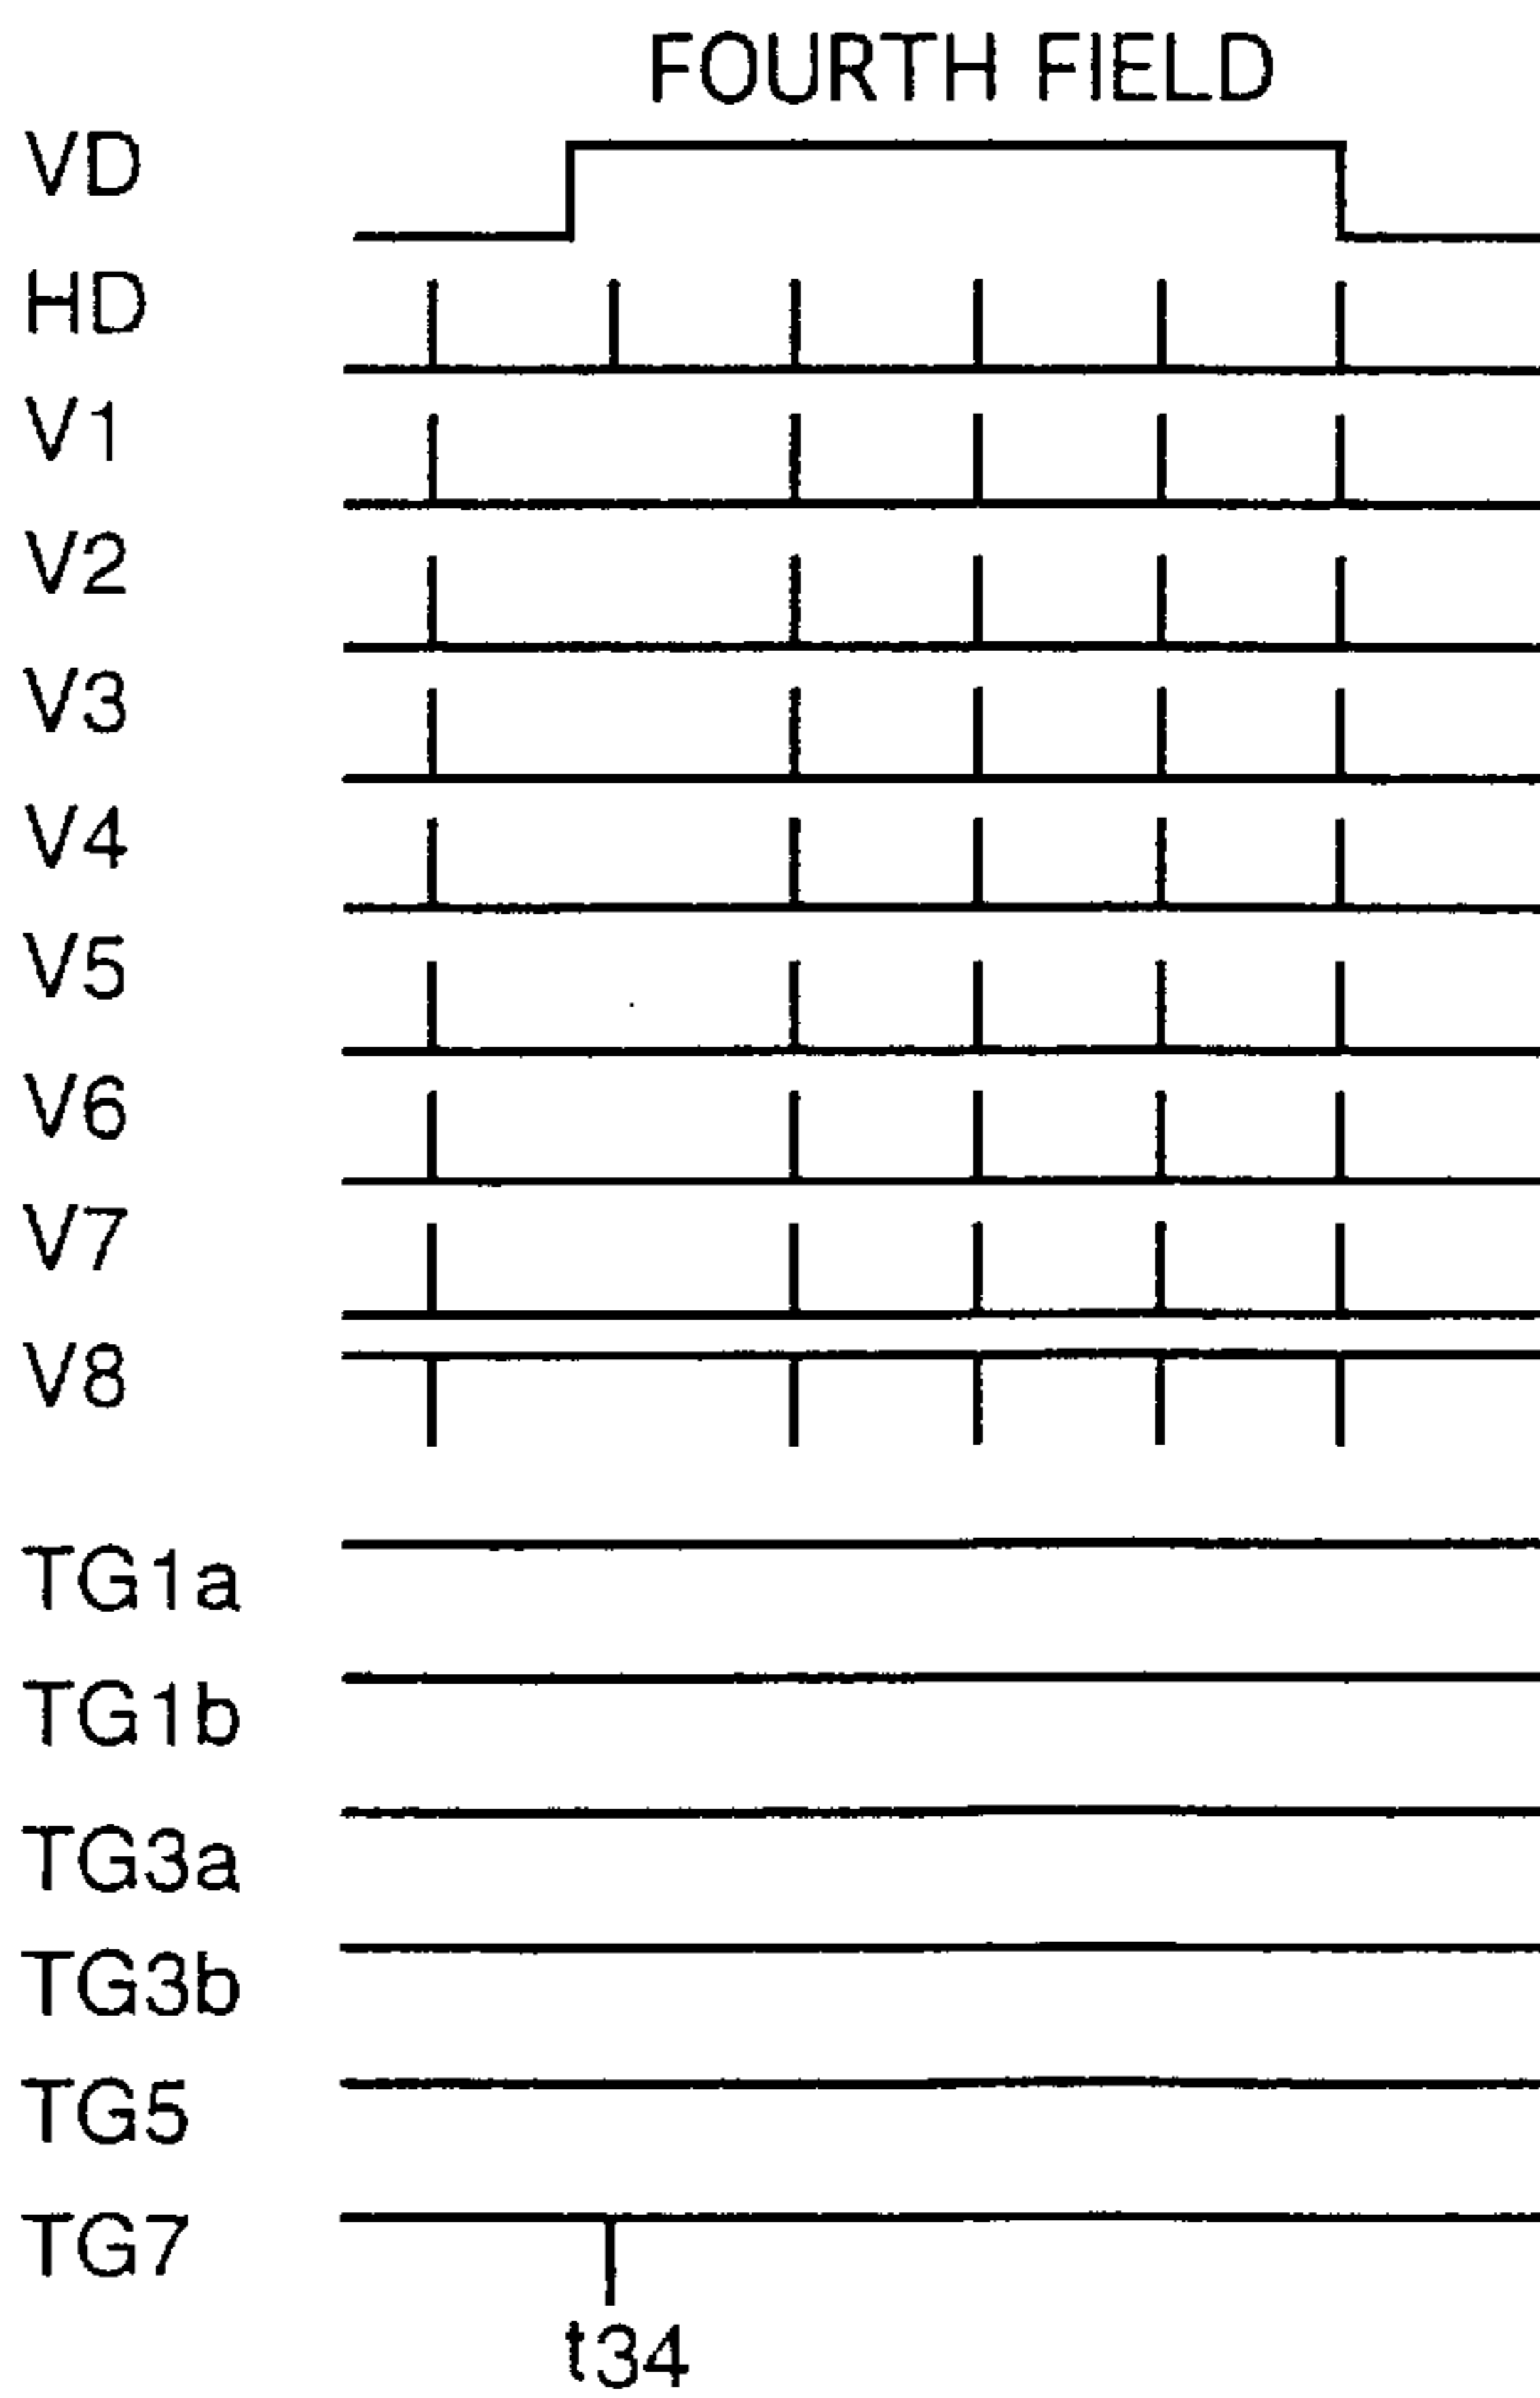 FOURTH FIELD
VD
HD
V1
V2
V3
V4
V5
V6
V7
V8
TG1a
TG1b
TG3a
TG3b
TG5
TG7
t34